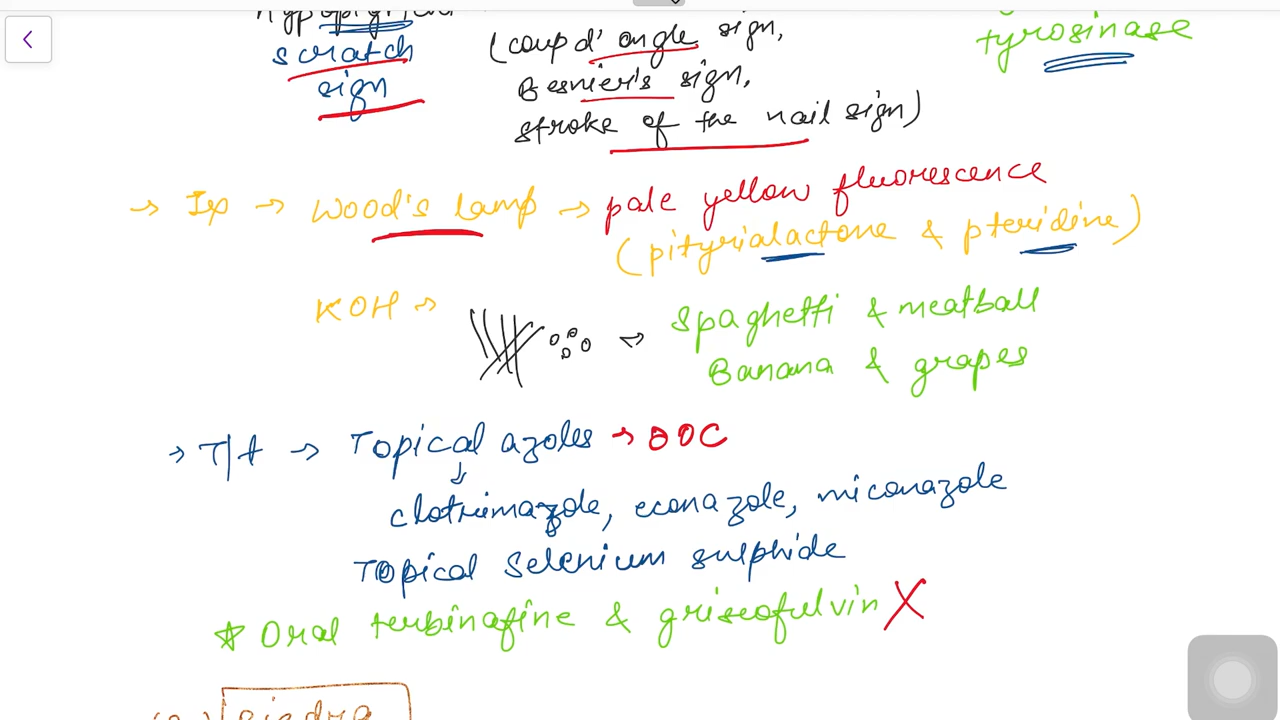 scratch
sign
(coup d' angle sign,
Besnier's sign,
stroke of the nail sign)
tyrosinase
→ Ix → Wood's lamp → pale yellow fluorescence
(pityrialactone & pteridine)
KOH → → Spaghetti & meatball
Banana & grapes
→ T/t → Topical azoles → DOC
↓
clotrimazole, econazole, miconazole
Topical Selenium sulphide
☆ Oral terbinafine & griseofulvin X